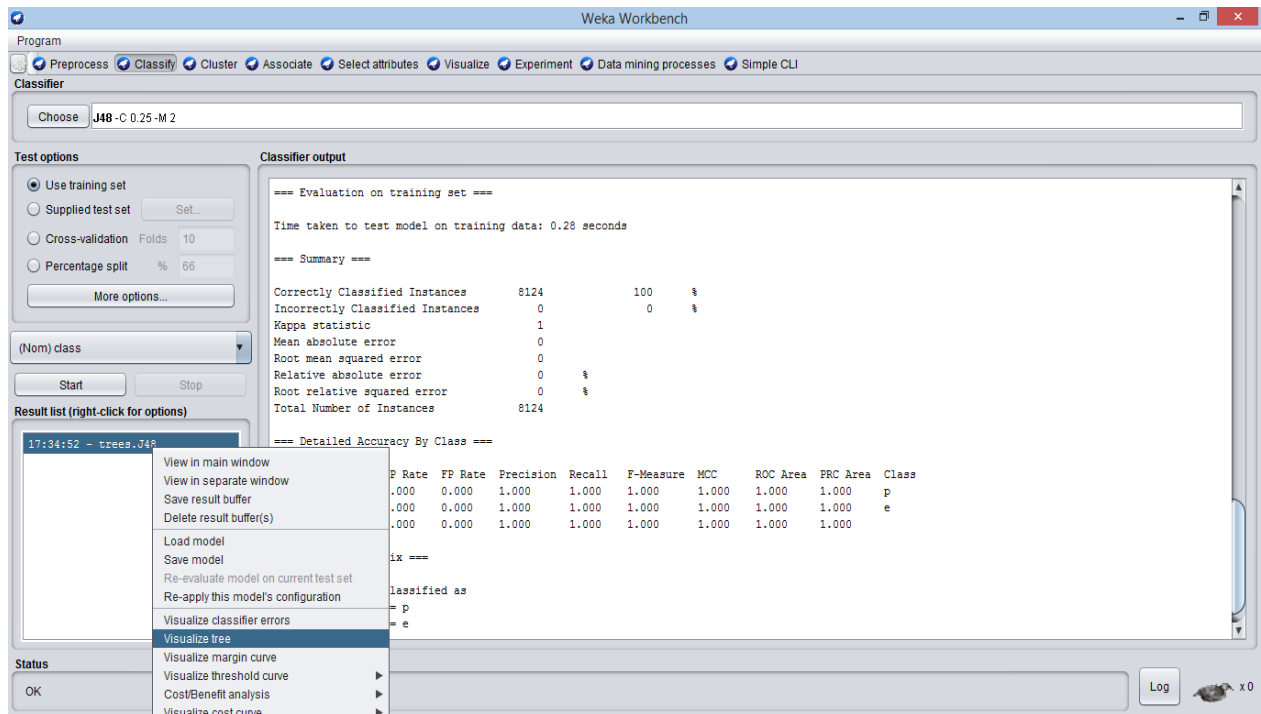 Weka Workbench
Program
Preprocess Classify Cluster Associate Select attributes Visualize Experiment Data mining processes Simple CLI
Classifier
Choose J48 -C 0.25 -M 2
Test options
Use training set
Supplied test set Set...
Cross-validation Folds 10
Percentage split % 66
More options...
(Nom) class
Start Stop
Result list (right-click for options)
17:34:52 - trees.J48
View in main window
View in separate window
Save result buffer
Delete result buffer(s)
Load model
Save model
Re-evaluate model on current test set
Re-apply this model's configuration
Visualize classifier errors
Visualize tree
Visualize margin curve
Visualize threshold curve
Cost/Benefit analysis
Visualize cost curve
Classifier output
=== Evaluation on training set ===
Time taken to test model on training data: 0.28 seconds
=== Summary ===
Correctly Classified Instances 8124 100 %
Incorrectly Classified Instances 0 0 %
Kappa statistic 1
Mean absolute error 0
Root mean squared error 0
Relative absolute error 0 %
Root relative squared error 0 %
Total Number of Instances 8124
=== Detailed Accuracy By Class ===
P Rate FP Rate Precision Recall F-Measure MCC ROC Area PRC Area Class
.000 0.000 1.000 1.000 1.000 1.000 1.000 1.000 p
.000 0.000 1.000 1.000 1.000 1.000 1.000 1.000 e
.000 0.000 1.000 1.000 1.000 1.000 1.000 1.000
ix ===
lassified as
= p
= e
Status
OK
Log x 0